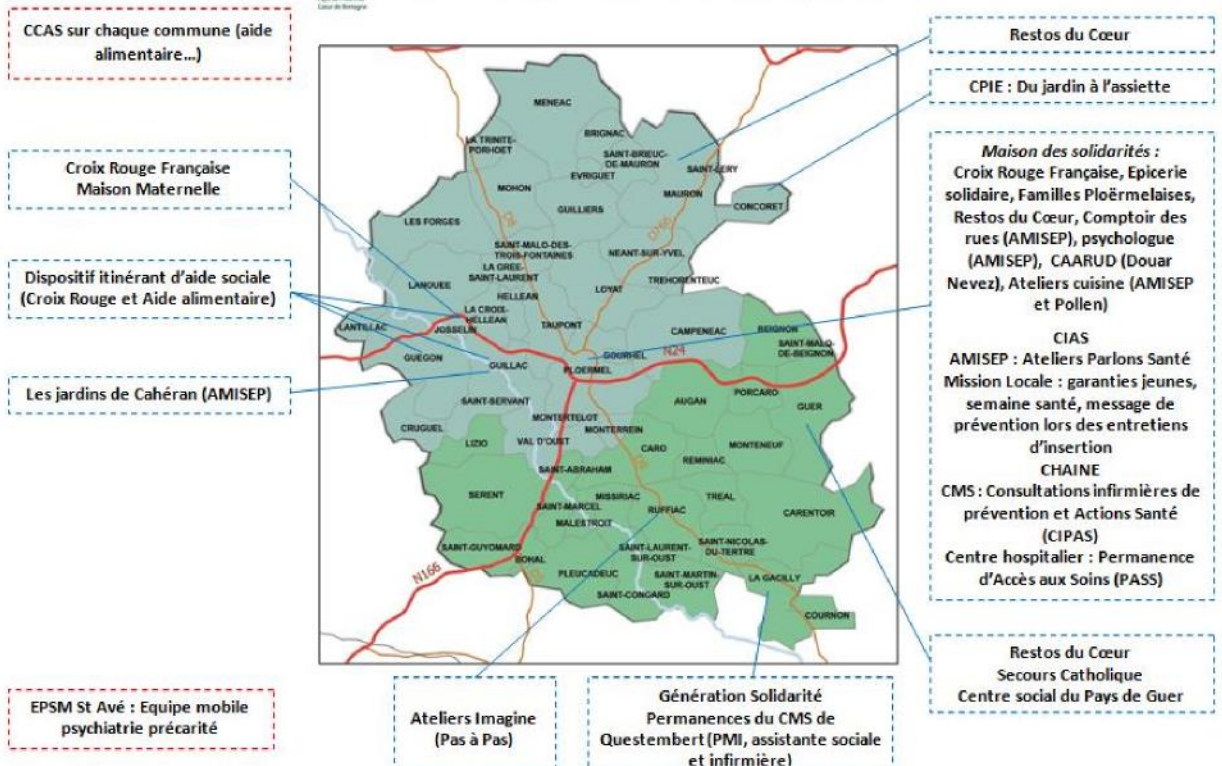 Cœur de Bretagne
CCAS sur chaque commune (aide
alimentaire...)
Croix Rouge Française
Maison Maternelle
Dispositif itinérant d'aide sociale
(Croix Rouge et Aide alimentaire)
Les jardins de Cahéran (AMISEP)
EPSM St Avé : Equipe mobile
psychiatrie précarité
MENEAC
LA TRINITE-
PORHOET
BRIGNAC
SAINT-BRIEUC-
DE-MAURON
SAINT-LERY
EVRIGUET
MOHON
MAURON
CONCORET
GUILLIERS
LES FORGES
SAINT-MALO-DES-
TROIS-FONTAINES
NEANT-SUR-YVEL
LA GREE-
SAINT-LAURENT
TREHORENTEUC
LANOUEE
LOYAT
HELLEAN
LA CROIX-
HELLEAN
LANTILLAC
JOSSELIN
TAUPONT
CAMPENEAC
BEIGNON
SAINT-MALO-
DE-BEIGNON
GUEGON
GOURHEL
N24
GUILLAC
PLOERMEL
PORCARO
AUGAN
GUER
SAINT-SERVANT
MONTERTELOT
CRUGUEL
MONTERREIN
LIZIO
VAL D'OUST
CARO
MONTENEUF
REMINIAC
SAINT-ABRAHAM
SERENT
MISSIRIAC
TREAL
SAINT-MARCEL
RUFFIAC
CARENTOIR
MALESTROIT
SAINT-GUYOMARD
SAINT-LAURENT-
SUR-OUST
SAINT-NICOLAS-
DU-TERTRE
BOHAL
N166
PLEUCADEUC
SAINT-MARTIN-
SUR-OUST
LA GACILLY
SAINT-CONGARD
COURNON
Restos du Cœur
CPIE : Du jardin à l'assiette
Maison des solidarités :
Croix Rouge Française, Epicerie
solidaire, Familles Ploërmelaises,
Restos du Cœur, Comptoir des
rues (AMISEP), psychologue
(AMISEP), CAARUD (Douar
Nevez), Ateliers cuisine (AMISEP
et Pollen)
CIAS
AMISEP : Ateliers Parlons Santé
Mission Locale : garanties jeunes,
semaine santé, message de
prévention lors des entretiens
d'insertion
CHAINE
CMS : Consultations infirmières de
prévention et Actions Santé
(CIPAS)
Centre hospitalier : Permanence
d'Accès aux Soins (PASS)
Restos du Cœur
Secours Catholique
Centre social du Pays de Guer
Ateliers Imagine
(Pas à Pas)
Génération Solidarité
Permanences du CMS de
Questembert (PMI, assistante sociale
et infirmière)